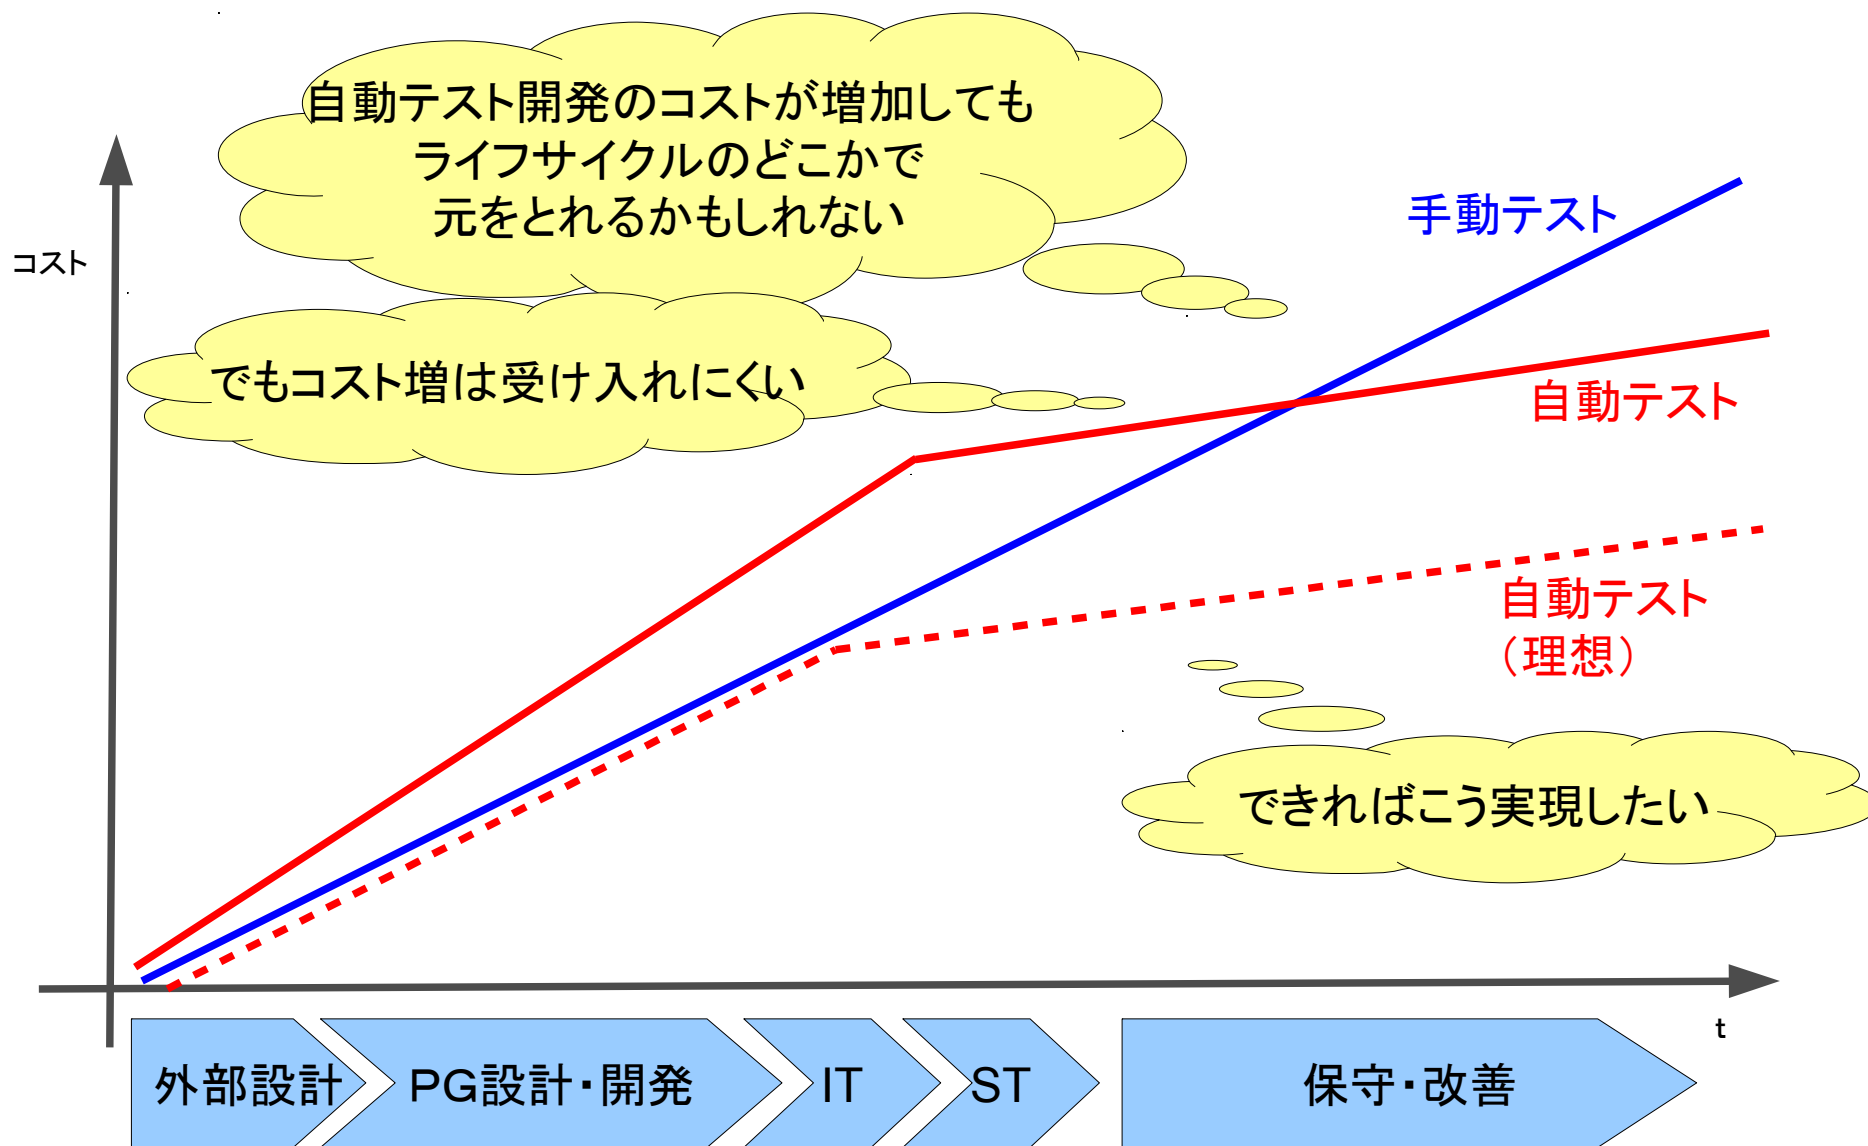 自動テスト開発のコストが増加しても
ライフサイクルのどこかで
元をとれるかもしれない
手動テスト
コスト
でもコスト増は受け入れにくい
自動テスト
自動テスト
（理想）
できればこう実現したい
t
外部設計
PG設計・開発
IT
ST
保守・改善